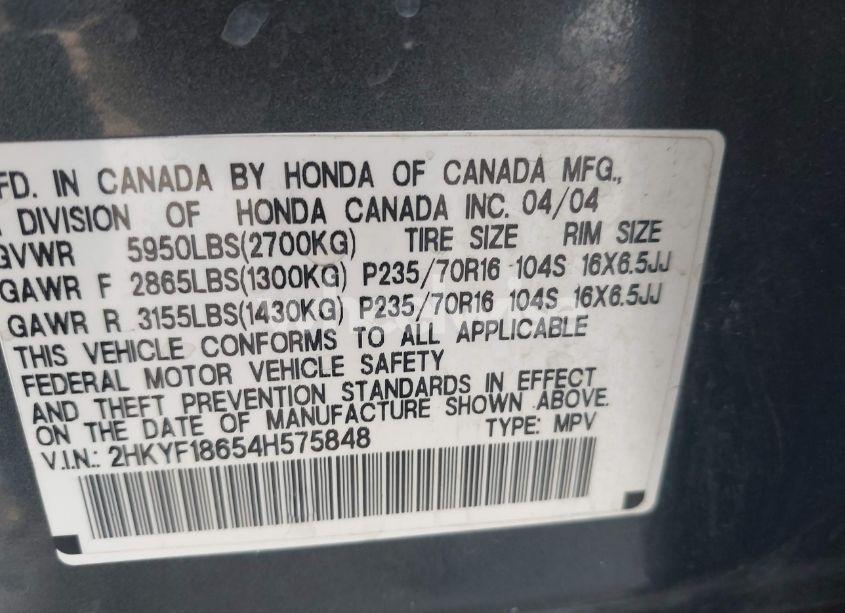 FD. IN CANADA BY HONDA OF CANADA MFG.,
DIVISION OF HONDA CANADA INC. 04/04
GVWR 5950LBS(2700KG) TIRE SIZE RIM SIZE
GAWR F 2865LBS(1300KG) P235/70R16 104S 16X6.5JJ
GAWR R 3155LBS(1430KG) P235/70R16 104S 16X6.5JJ
THIS VEHICLE CONFORMS TO ALL APPLICABLE
FEDERAL MOTOR VEHICLE SAFETY
AND THEFT PREVENTION STANDARDS IN EFFECT
ON THE DATE OF MANUFACTURE SHOWN ABOVE.
V.I.N.: 2HKYF18654H575848 TYPE: MPV